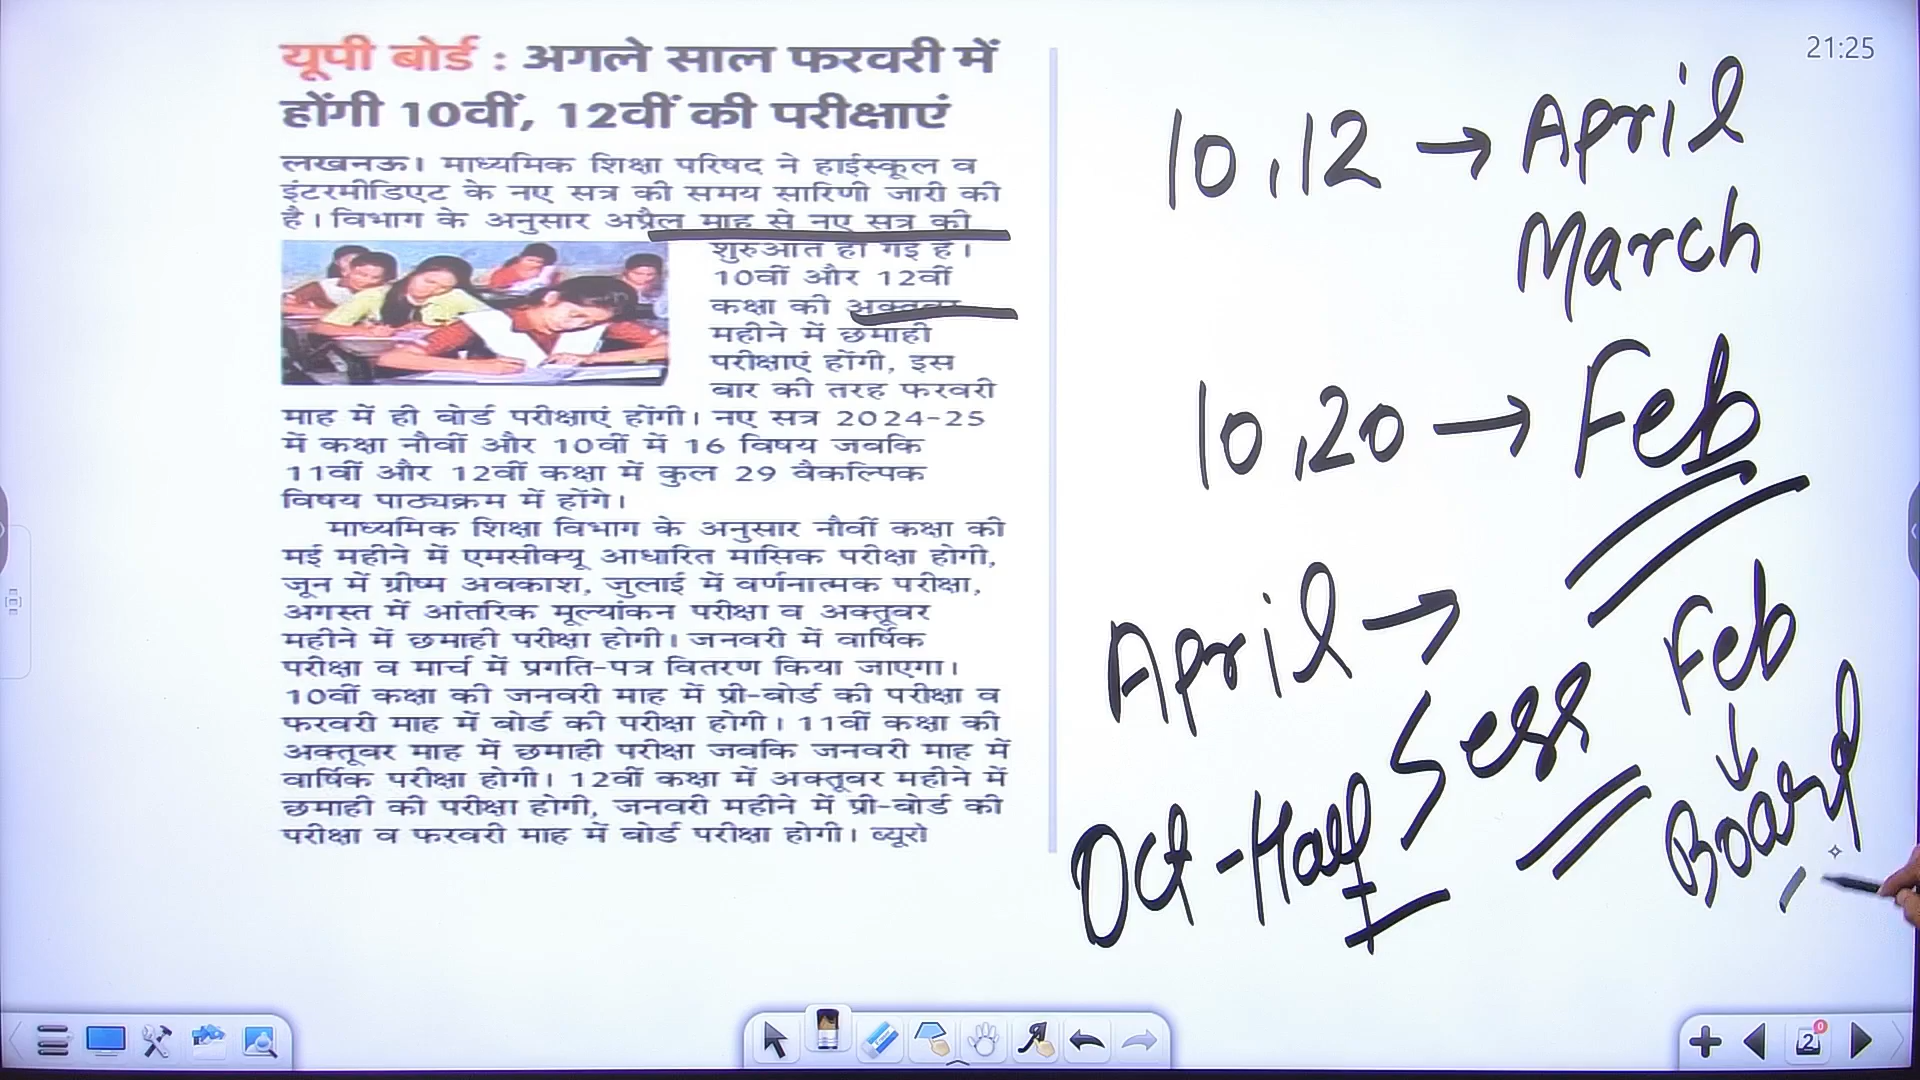 यूपी बोर्ड : अगले साल फरवरी में
होंगी 10वीं, 12वीं की परीक्षाएं
लखनऊ। माध्यमिक शिक्षा परिषद ने हाईस्कूल व
इंटरमीडिएट के नए सत्र की समय सारिणी जारी की
है। विभाग के अनुसार अप्रैल माह से नए सत्र की
शुरुआत हो गई है।
10वीं और 12वीं
कक्षा की अक्तूबर
महीने में छमाही
परीक्षाएं होंगी, इस
बार की तरह फरवरी
माह में ही बोर्ड परीक्षाएं होंगी। नए सत्र 2024-25
में कक्षा नौवीं और 10वीं में 16 विषय जबकि
11वीं और 12वीं कक्षा में कुल 29 वैकल्पिक
विषय पाठ्यक्रम में होंगे।
माध्यमिक शिक्षा विभाग के अनुसार नौवीं कक्षा की
मई महीने में एमसीक्यू आधारित मासिक परीक्षा होगी,
जून में ग्रीष्म अवकाश, जुलाई में वर्णनात्मक परीक्षा,
अगस्त में आंतरिक मूल्यांकन परीक्षा व अक्तूबर
महीने में छमाही परीक्षा होगी। जनवरी में वार्षिक
परीक्षा व मार्च में प्रगति-पत्र वितरण किया जाएगा।
10वीं कक्षा की जनवरी माह में प्री-बोर्ड की परीक्षा व
फरवरी माह में बोर्ड की परीक्षा होगी। 11वीं कक्षा की
अक्तूबर माह में छमाही परीक्षा जबकि जनवरी माह में
वार्षिक परीक्षा होगी। 12वीं कक्षा में अक्तूबर महीने में
छमाही की परीक्षा होगी, जनवरी महीने में प्री-बोर्ड की
परीक्षा व फरवरी माह में बोर्ड परीक्षा होगी। ब्यूरो
21:25
10,12 → April
March
10,20 → Feb
April →
Sess
Feb
↓
Board
Oct-Half
2
0